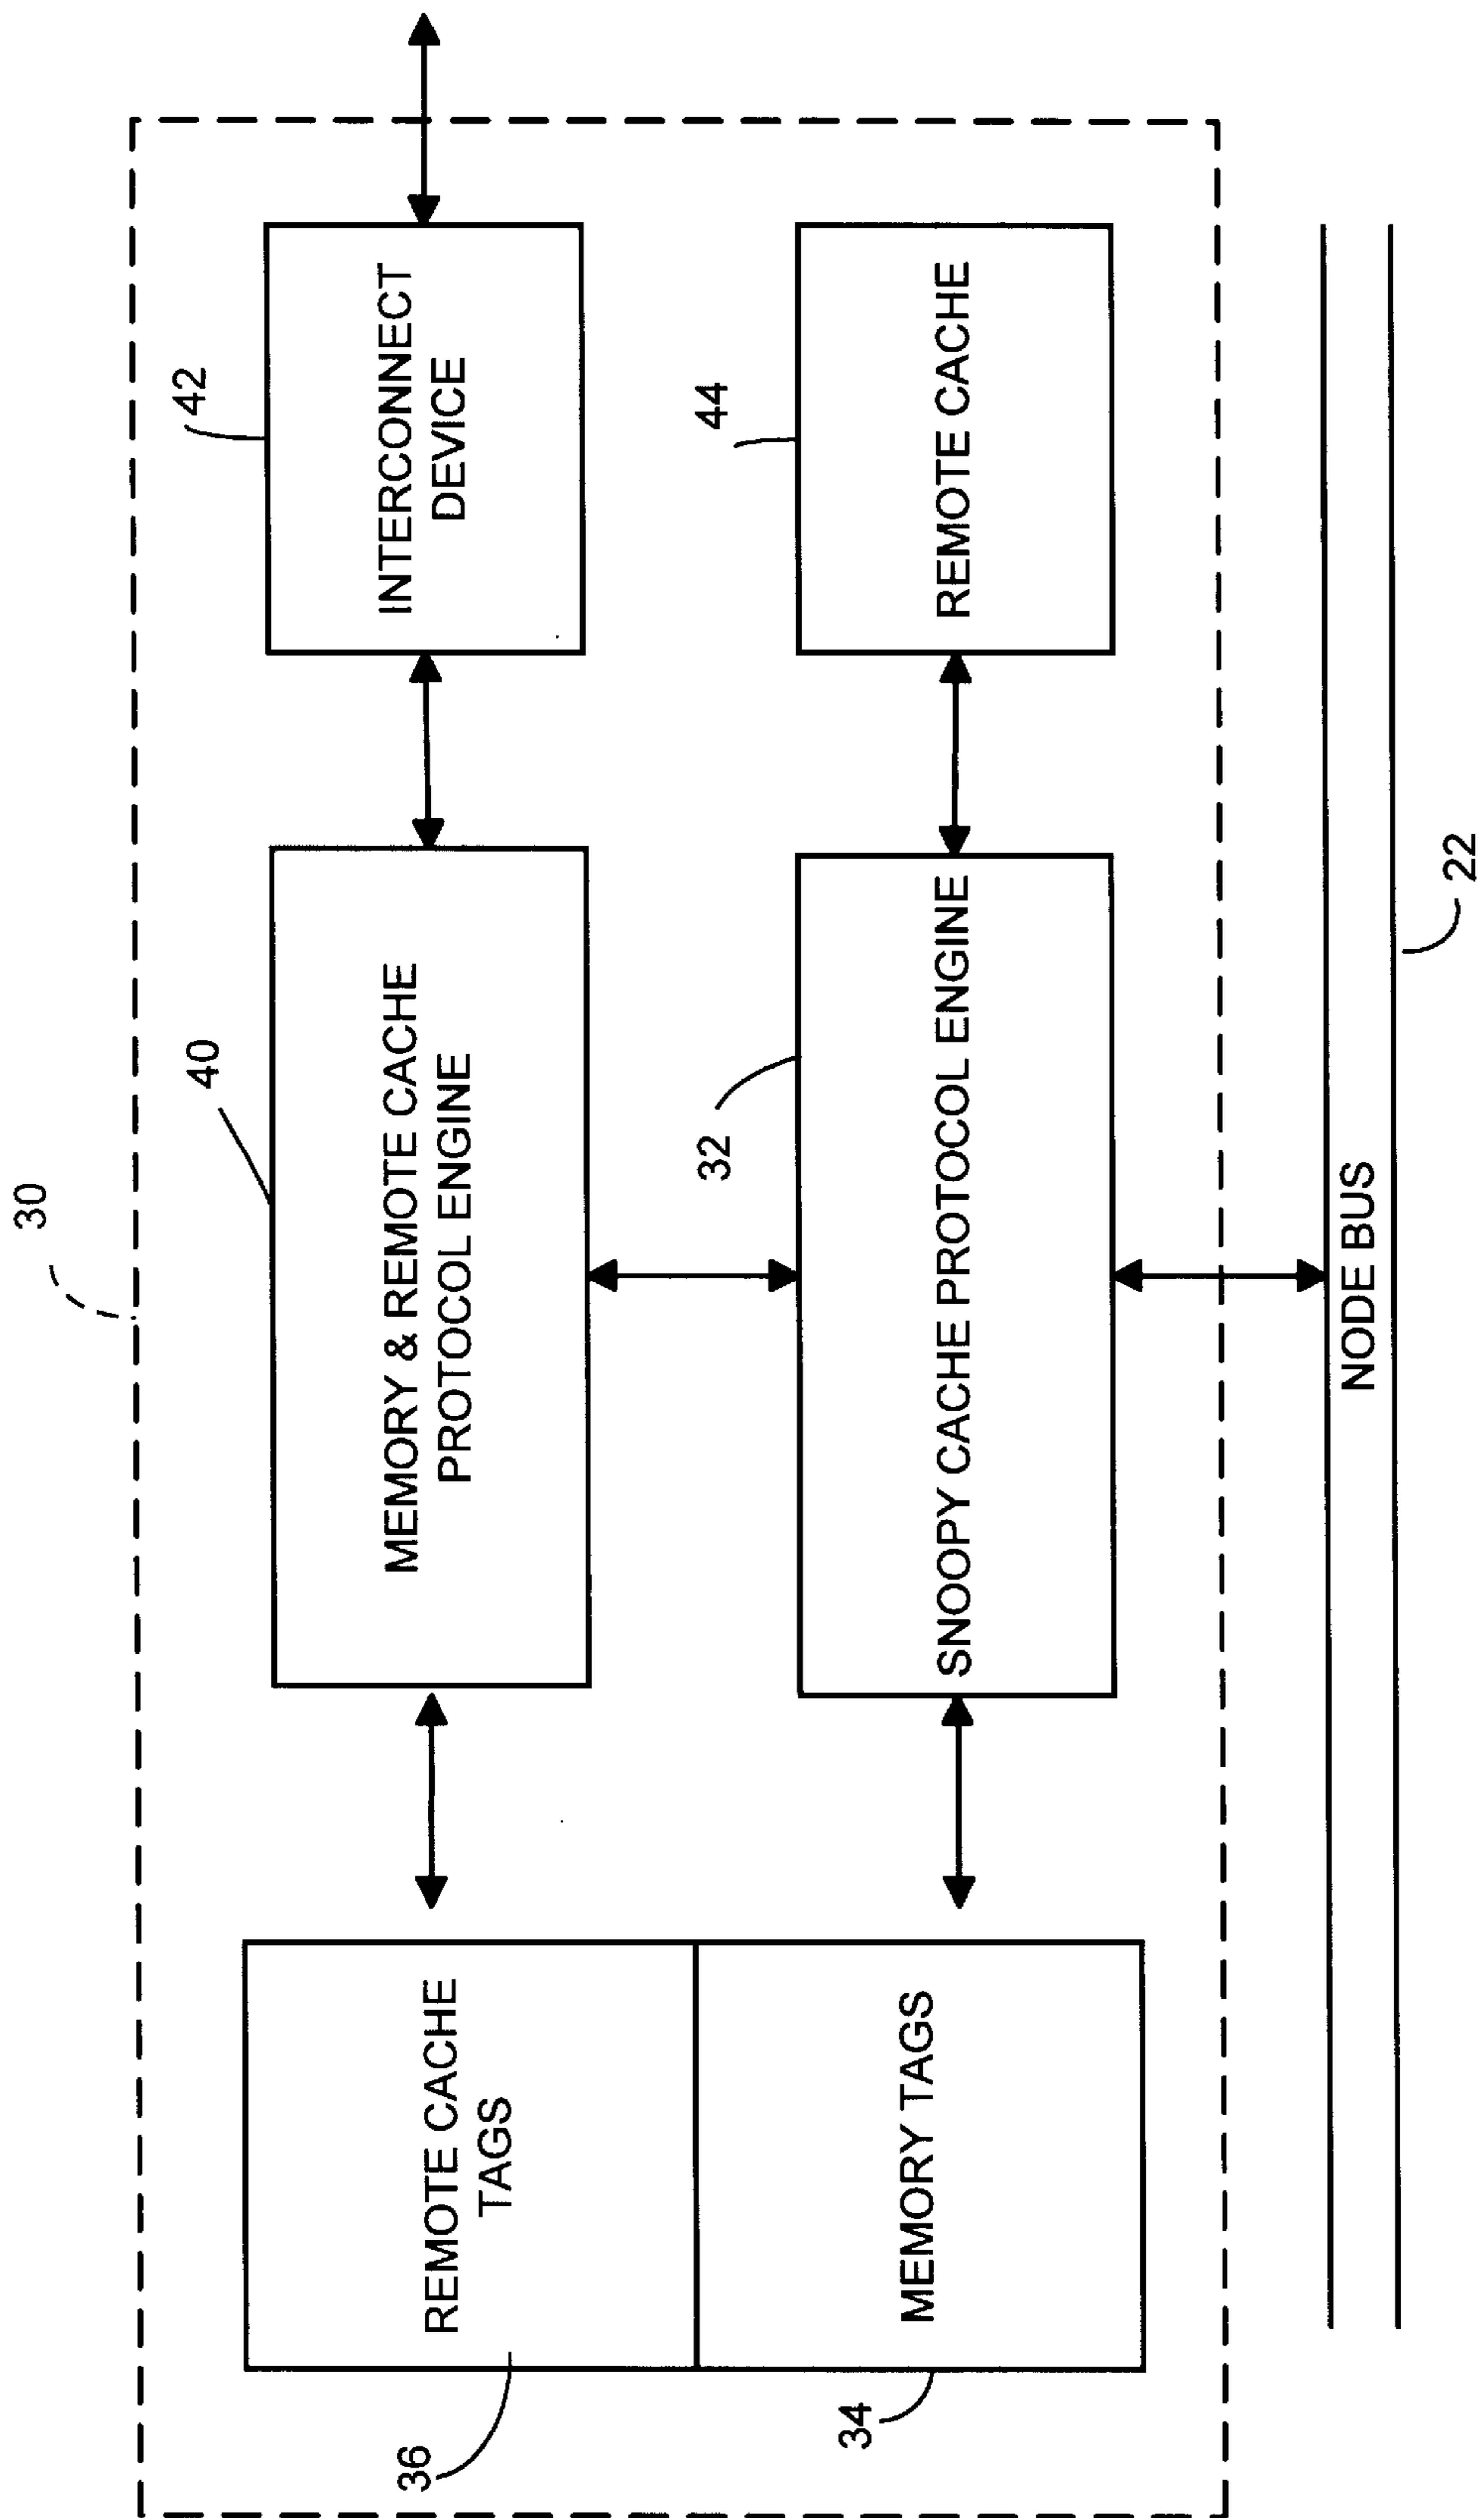 30
36
REMOTE CACHE
TAGS
40
MEMORY & REMOTE CACHE
PROTOCOL ENGINE
42
INTERCONNECT
DEVICE
34
MEMORY TAGS
32
SNOOPY CACHE PROTOCOL ENGINE
44
REMOTE CACHE
NODE BUS
22